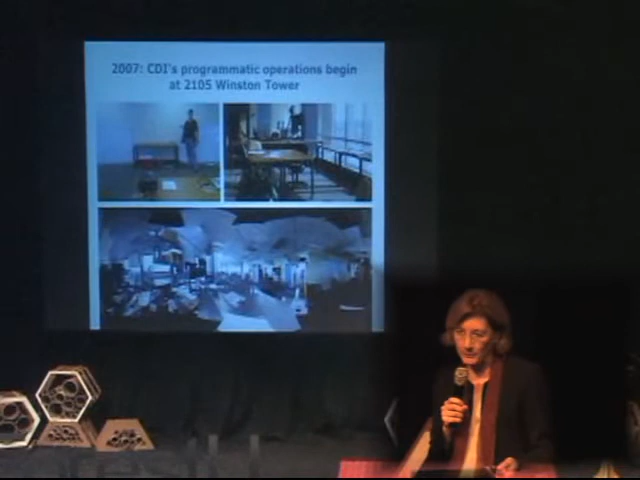 2007: CDI's programmatic operations begin
at 2105 Winston Tower